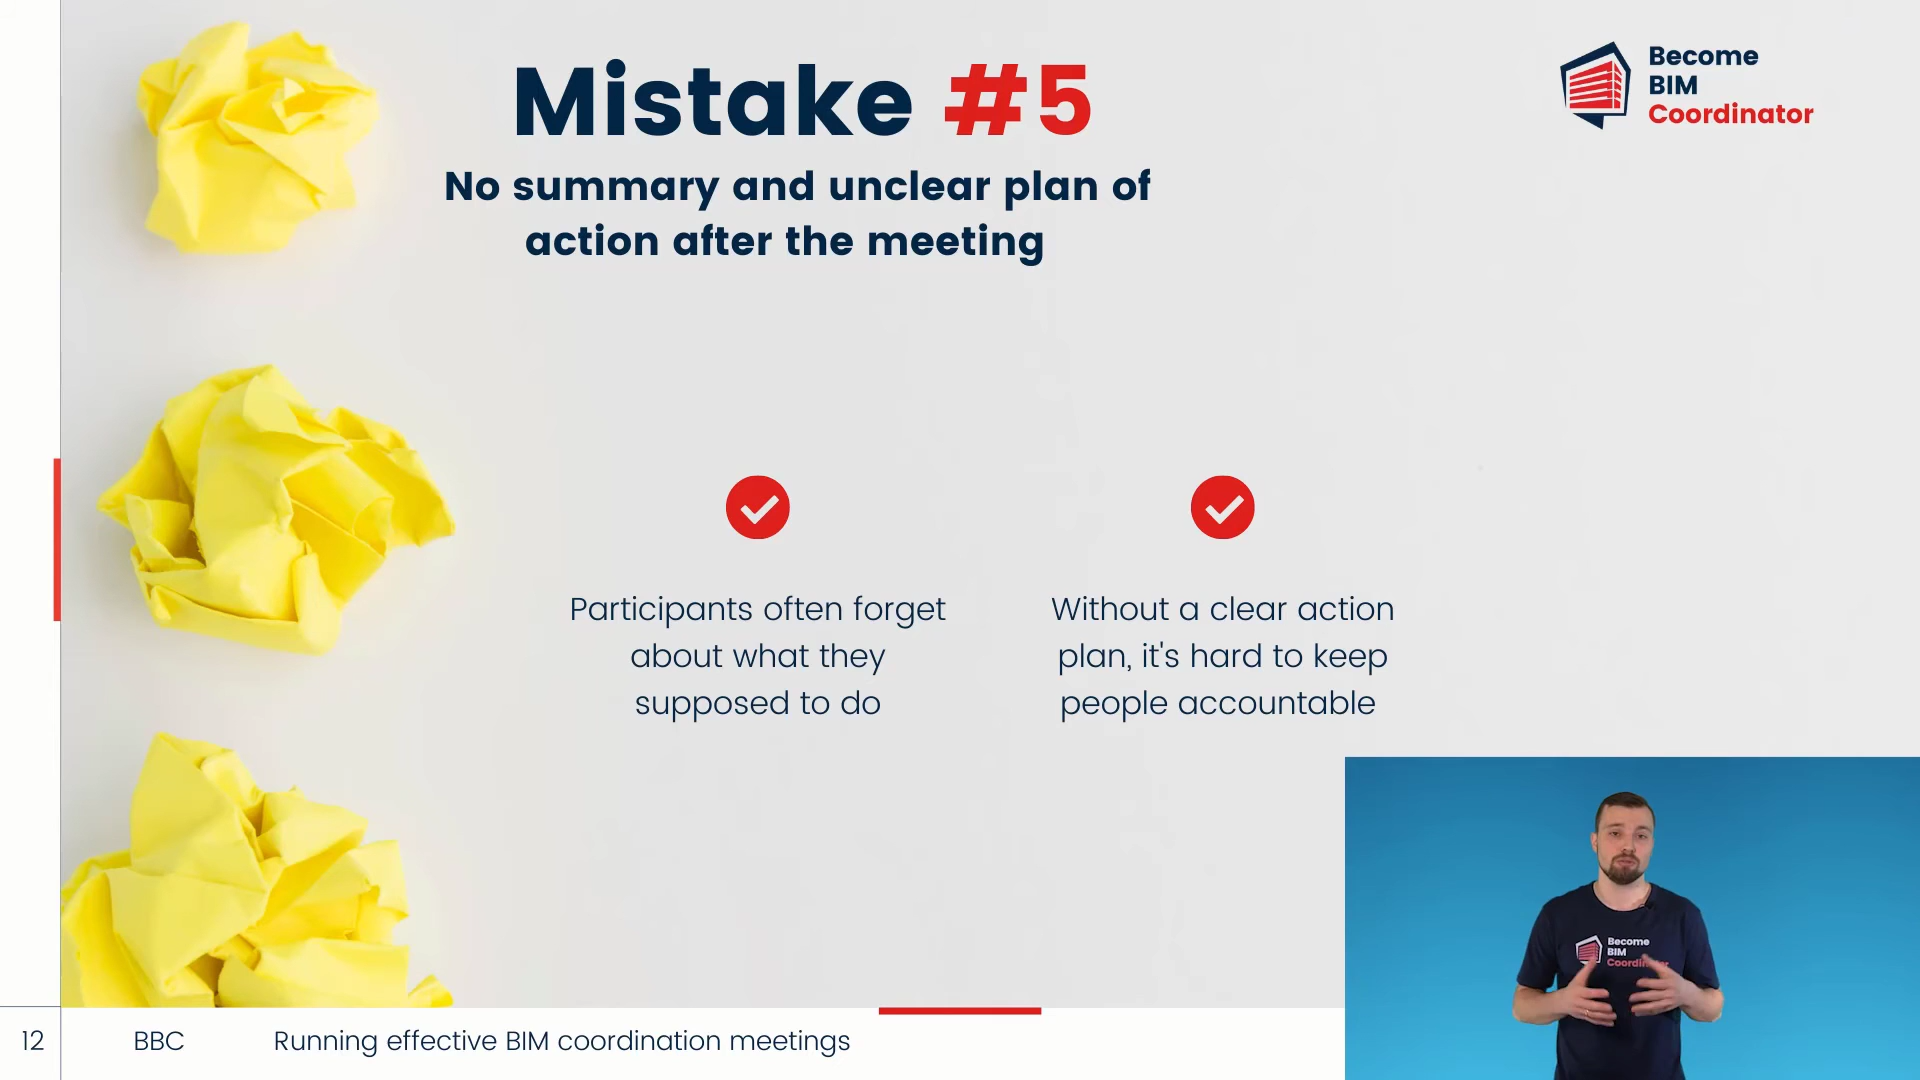 Mistake #5
No summary and unclear plan of
action after the meeting
Become
BIM
Coordinator
Participants often forget
about what they
supposed to do
Without a clear action
plan, it's hard to keep
people accountable
Become
BIM
12
BBC
Running effective BIM coordination meetings